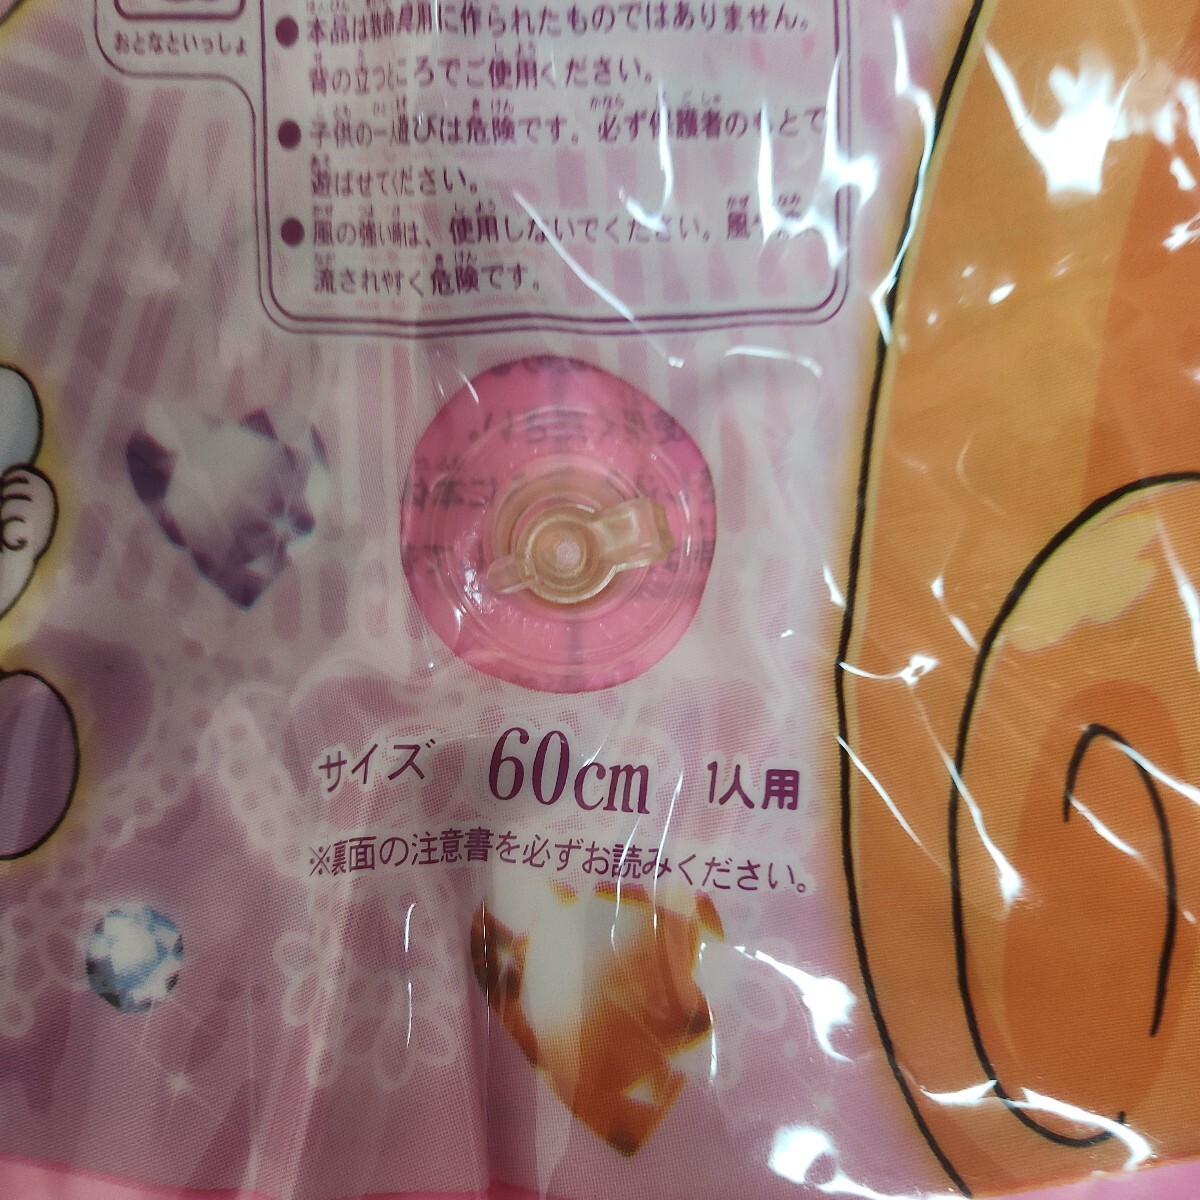 おとなといっしょ
●本品は救命具用に作られたものではありません。
背の立つところでご使用ください。
●子供の一人遊びは危険です。必ず保護者のもとで
遊ばせてください。
●風の強い時は、使用しないでください。風や
流されやすく危険です。
サイズ 60cm 1人用
※裏面の注意書を必ずお読みください。